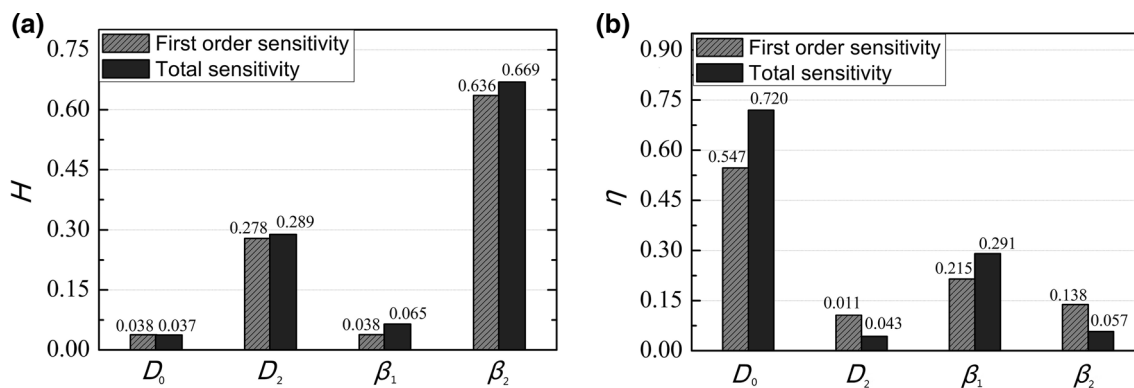 (a)
First order sensitivity
Total sensitivity
H
0.75
0.60
0.45
0.30
0.15
0.00
0.038 0.037
0.278 0.289
0.038 0.065
0.636 0.669
D₀ D₂ β₁ β₂
(b)
First order sensitivity
Total sensitivity
η
0.90
0.75
0.60
0.45
0.30
0.15
0.00
0.547 0.720
0.011 0.043
0.215 0.291
0.138 0.057
D₀ D₂ β₁ β₂